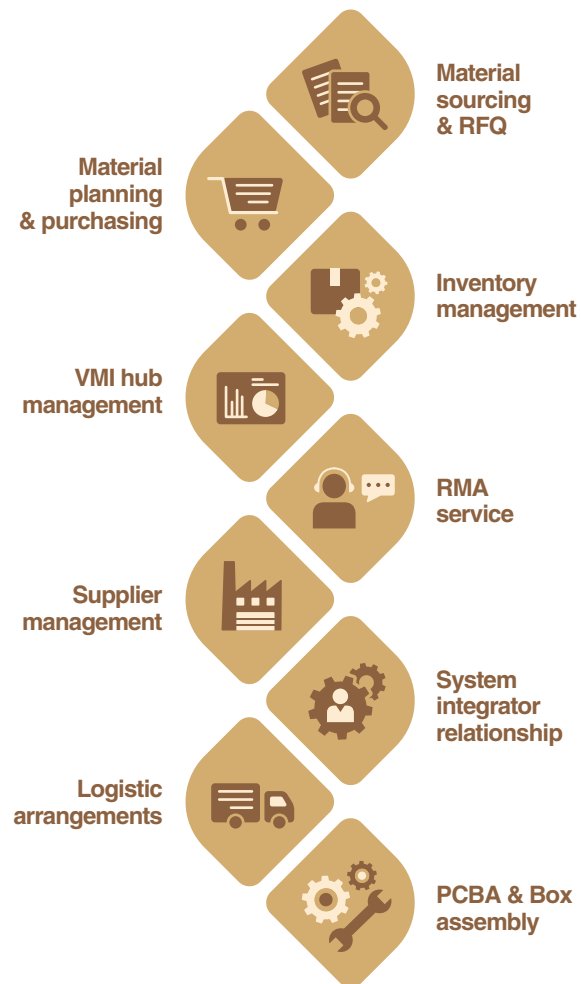 Material
sourcing
& RFQ
Material
planning
& purchasing
Inventory
management
VMI hub
management
RMA
service
Supplier
management
System
integrator
relationship
Logistic
arrangements
PCBA & Box
assembly